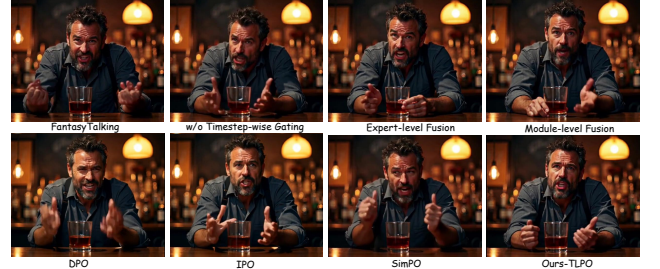 FantasyTalking
w/o Timestep-wise Gating
Expert-level Fusion
Module-level Fusion
DPO
IPO
SimPO
Ours-TLPO